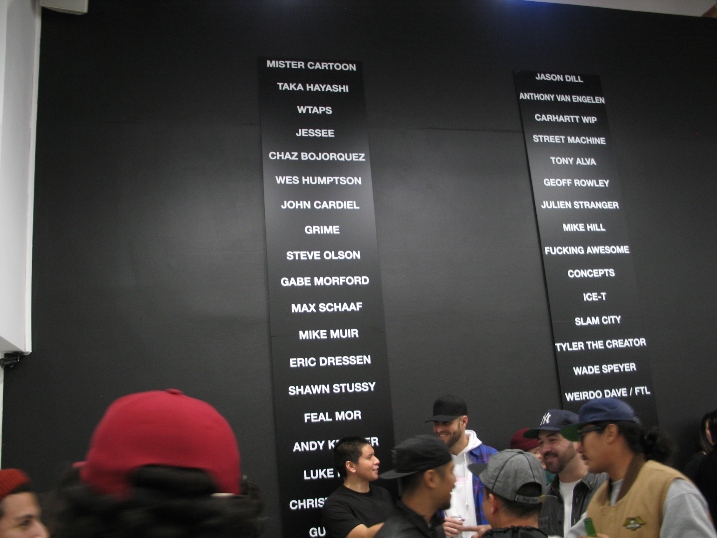 MISTER CARTOON
TAKA HAYASHI
WTAPS
JESSEE
CHAZ BOJORQUEZ
WES HUMPTSON
JOHN CARDIEL
GRIME
STEVE OLSON
GABE MORFORD
MAX SCHAAF
MIKE MUIR
ERIC DRESSEN
SHAWN STUSSY
FEAL MOR
ANDY
LUKE
JASON DILL
ANTHONY VAN ENGELEN
CARHARTT WIP
STREET MACHINE
TONY ALVA
GEOFF ROWLEY
JULIEN STRANGER
MIKE HILL
FUCKING AWESOME
CONCEPTS
ICE-T
SLAM CITY
TYLER THE CREATOR
WADE SPEYER
WEIRDO DAVE / FTL